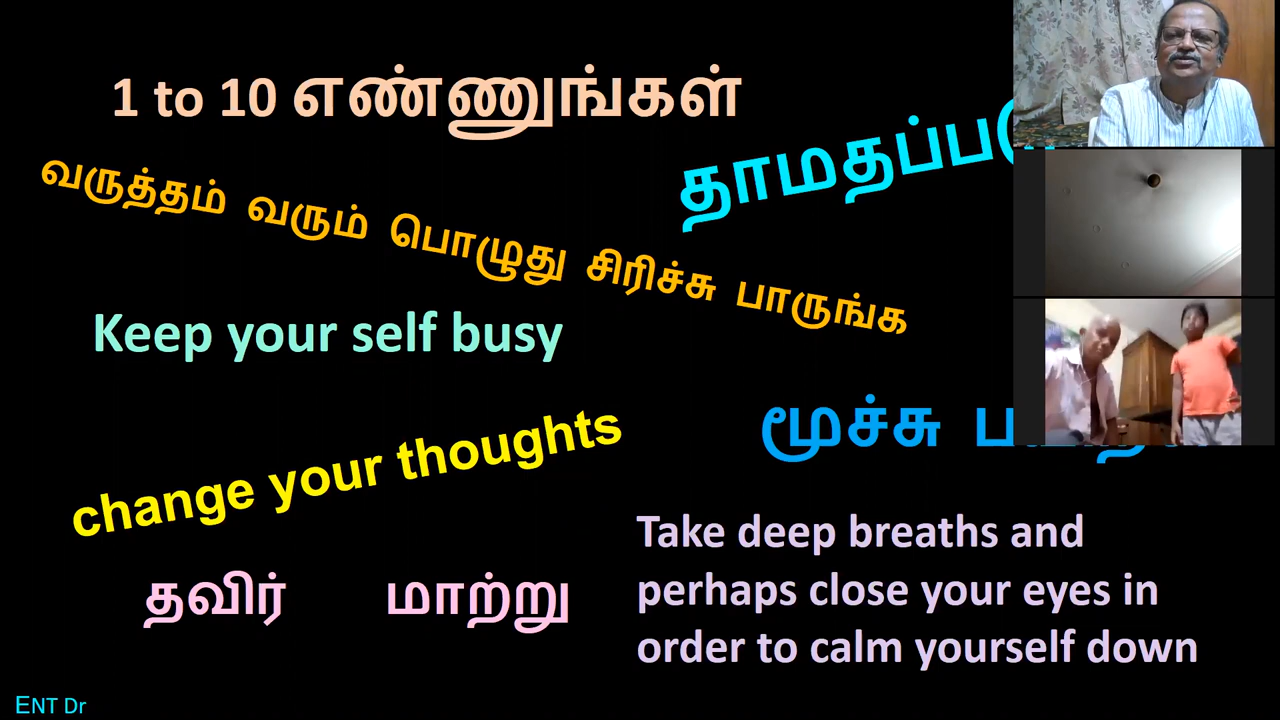 1 to 10 எண்ணுங்கள்
வருத்தம் வரும் பொழுது சிரிச்சு பாருங்க
Keep your self busy
மூச்சு
change your thoughts
Take deep breaths and
perhaps close your eyes in
order to calm yourself down
தவிர் மாற்று
ENT Dr